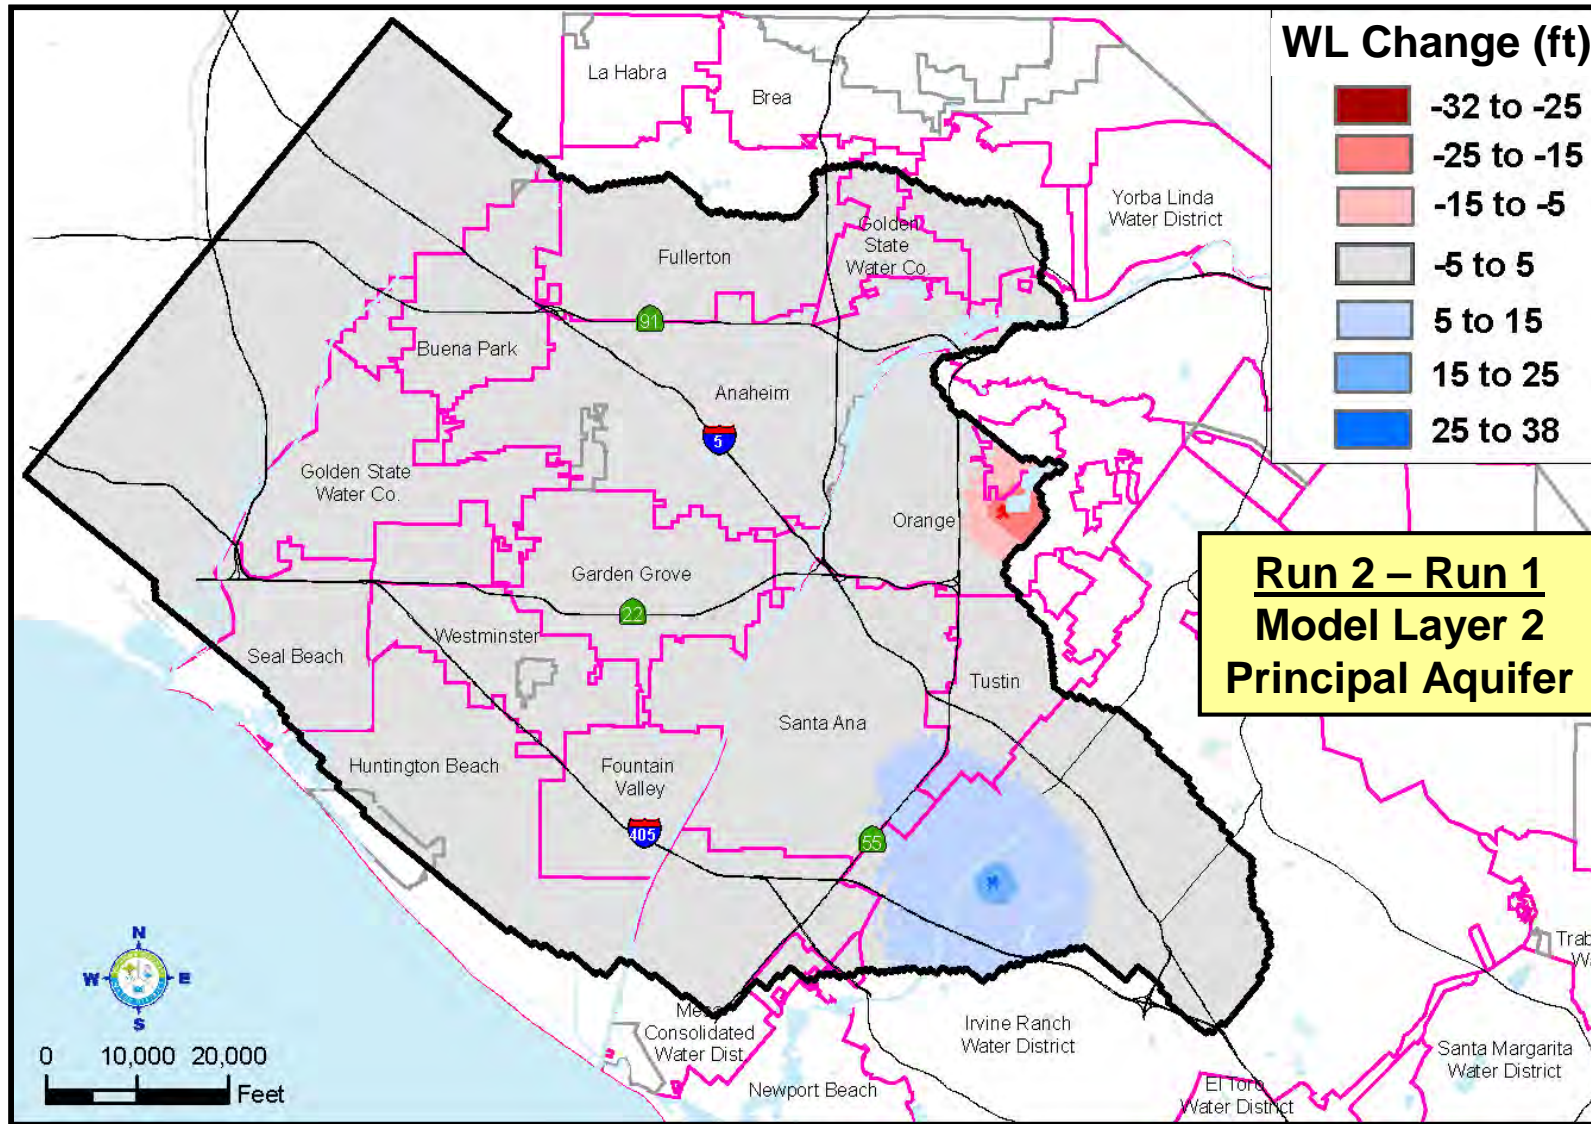 WL Change (ft)
-32 to -25
-25 to -15
-15 to -5
-5 to 5
5 to 15
15 to 25
25 to 38
La Habra
Brea
Yorba Linda
Water District
Golden
State
Water Co.
Fullerton
91
Buena Park
Anaheim
5
Golden State
Water Co.
Orange
Run 2 – Run 1
Model Layer 2
Principal Aquifer
Garden Grove
22
Westminster
Seal Beach
Tustin
Santa Ana
Huntington Beach
Fountain
Valley
405
55
N
W E
S
0 10,000 20,000
Feet
Consolidated
Water Dist.
Newport Beach
Irvine Ranch
Water District
El Toro
Water District
Santa Margarita
Water District